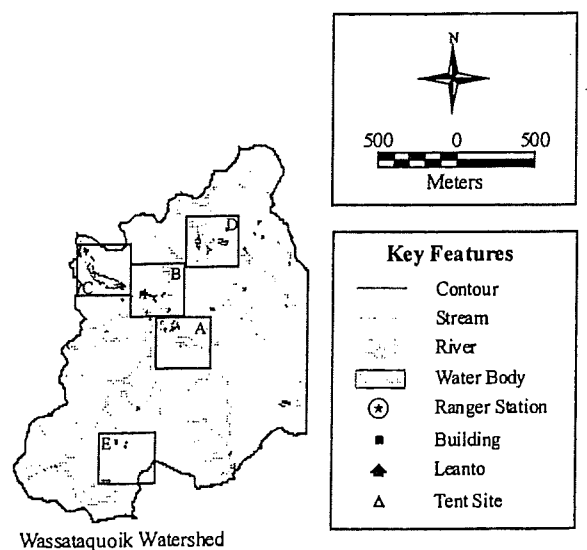 N
500 0 500
Meters
D
B
C
A
E
Wassataquoik Watershed
Key Features
Contour
Stream
River
Water Body
Ranger Station
Building
Leanto
Tent Site